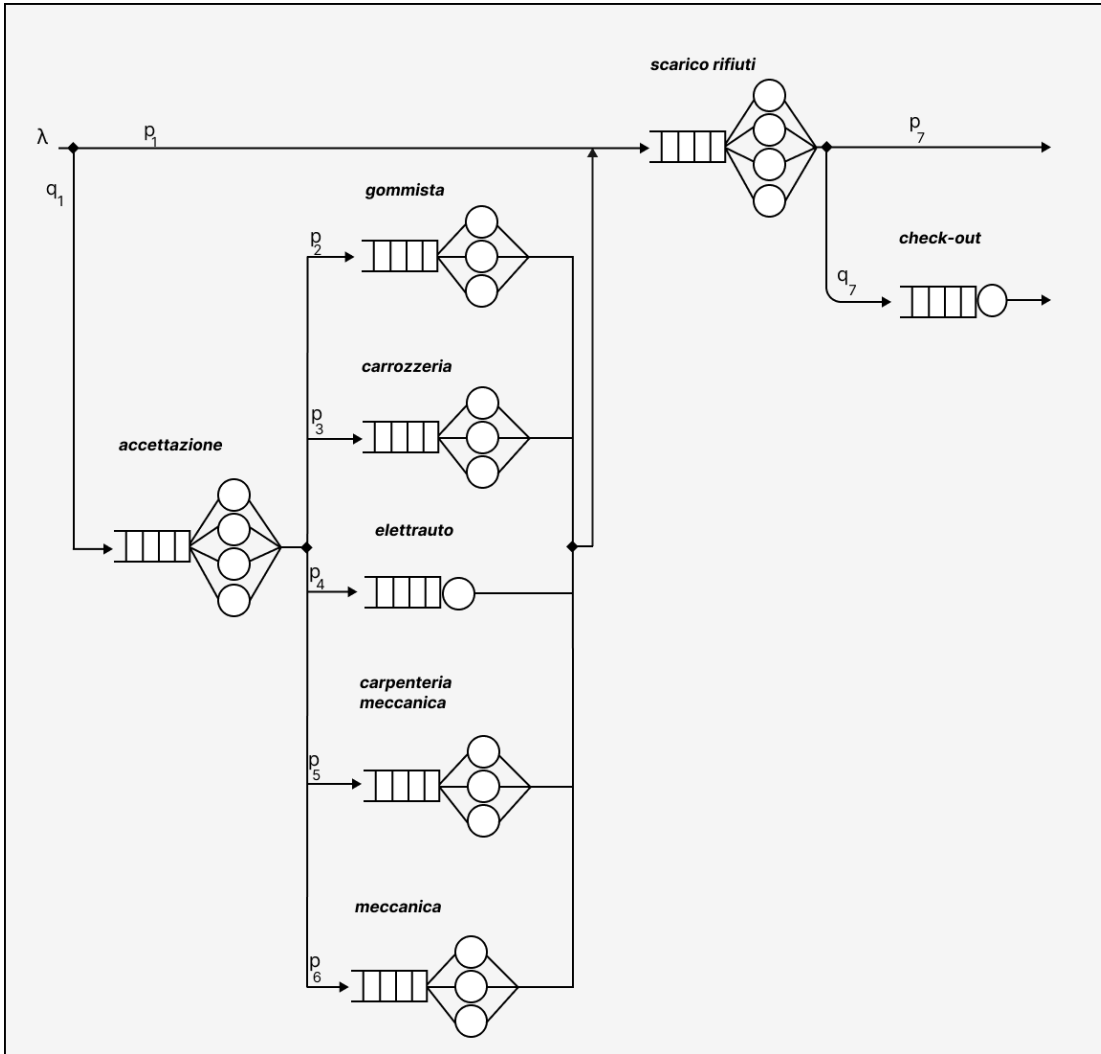 scarico rifiuti
λ
p1
p7
q1
gommista
p2
check-out
q7
carrozzeria
p3
accettazione
elettrauto
p4
carpenteria
meccanica
p5
meccanica
p6